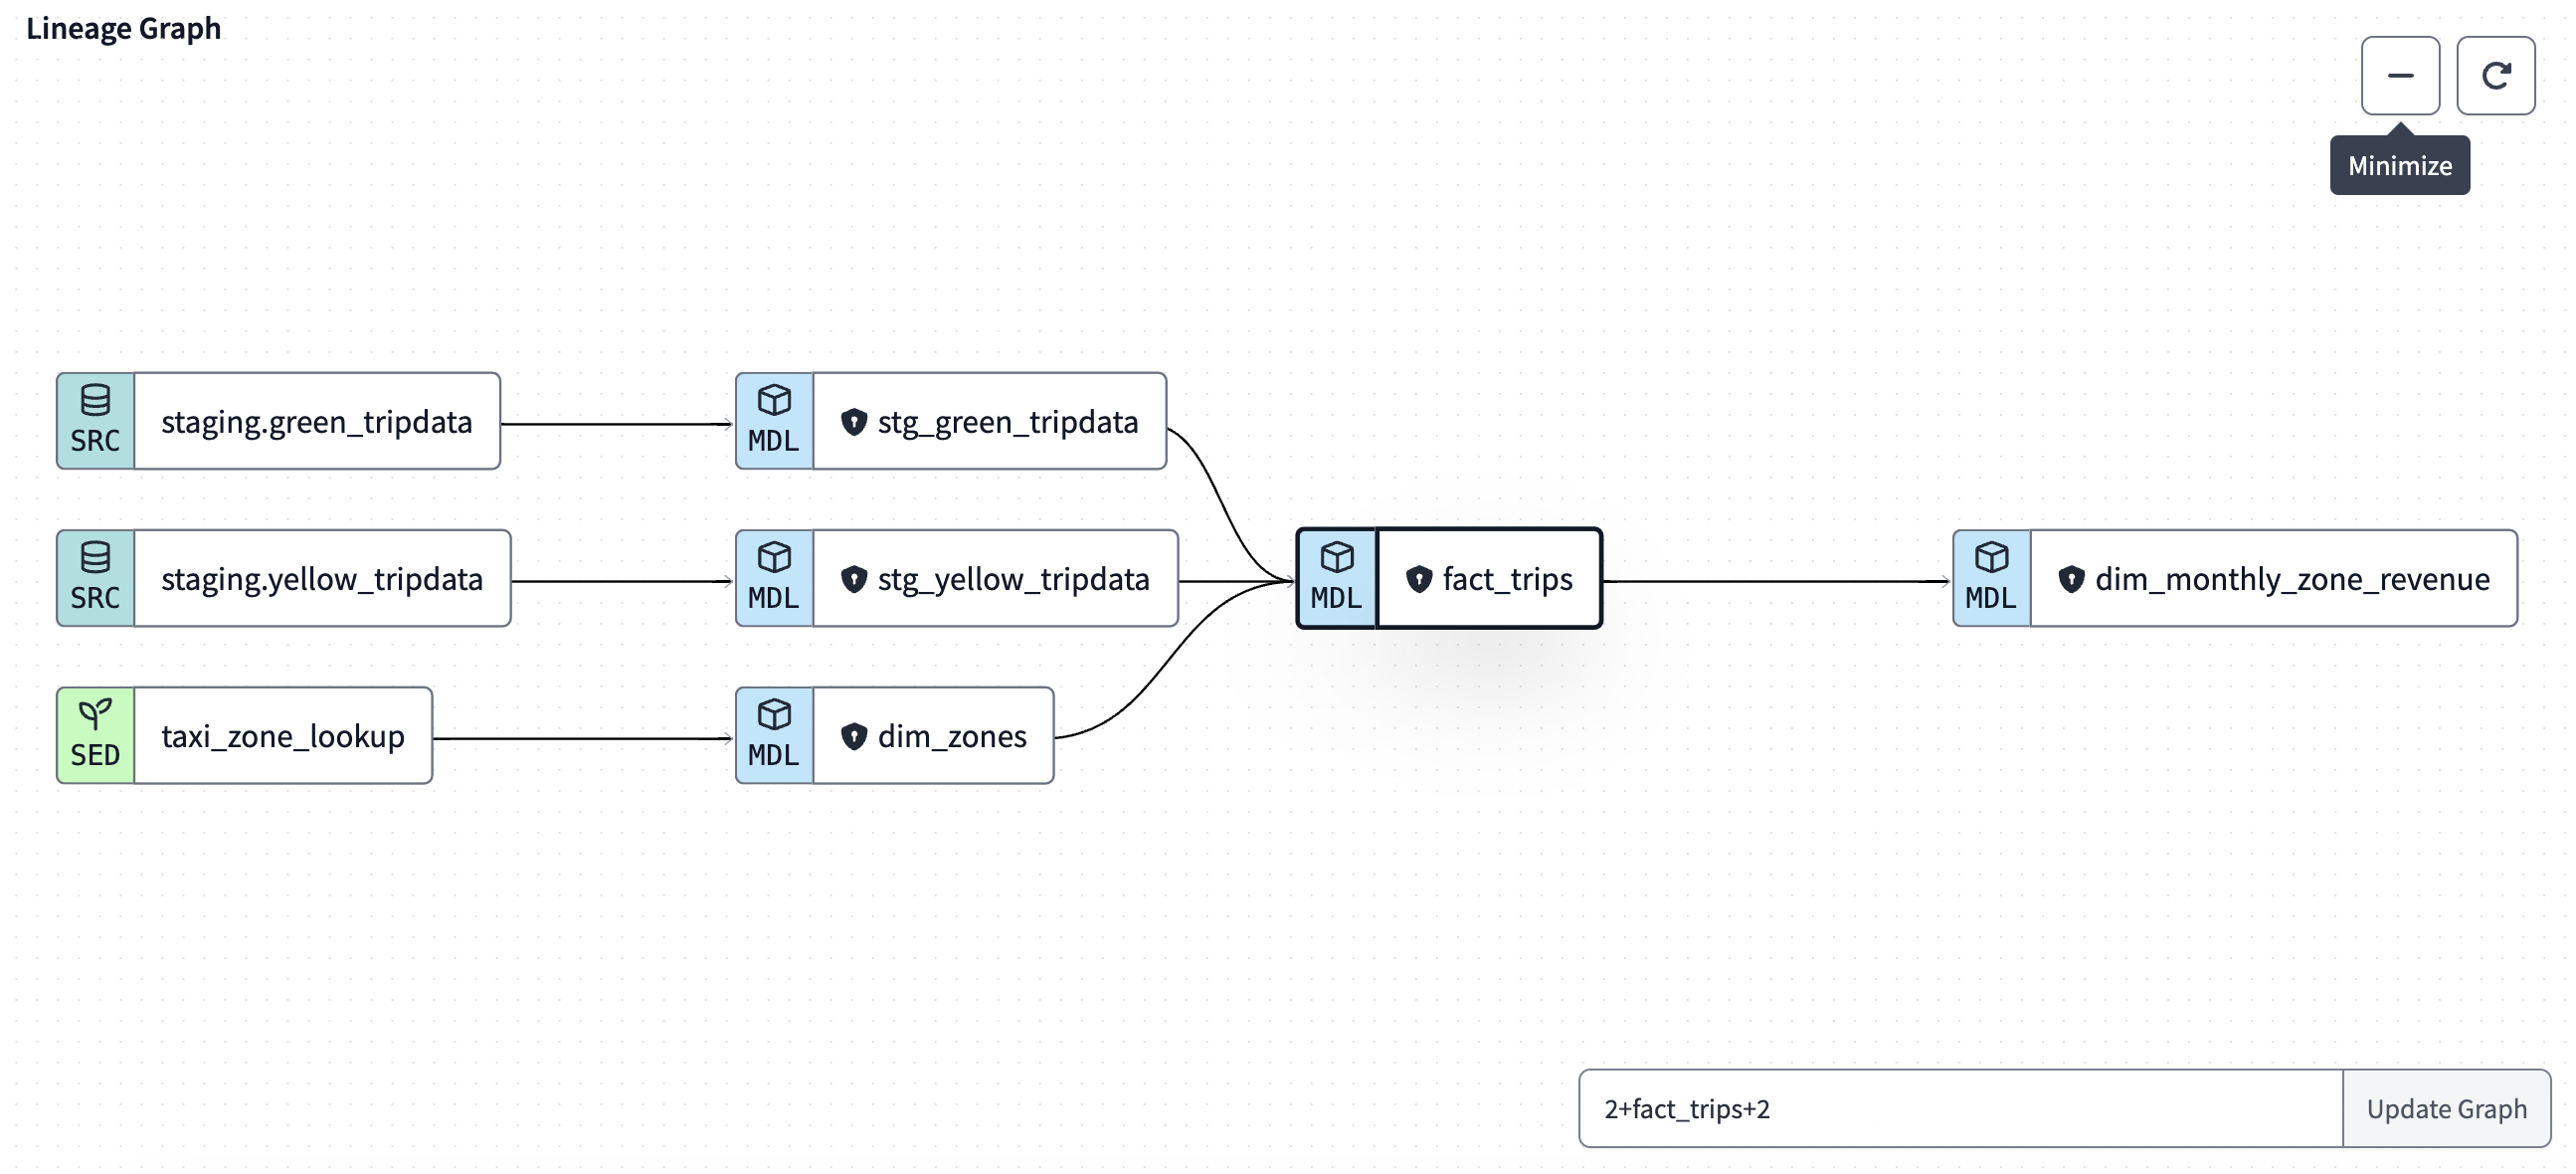 Lineage Graph
Minimize
SRC staging.green_tripdata
MDL stg_green_tripdata
SRC staging.yellow_tripdata
MDL stg_yellow_tripdata
MDL fact_trips
MDL dim_monthly_zone_revenue
SED taxi_zone_lookup
MDL dim_zones
2+fact_trips+2
Update Graph